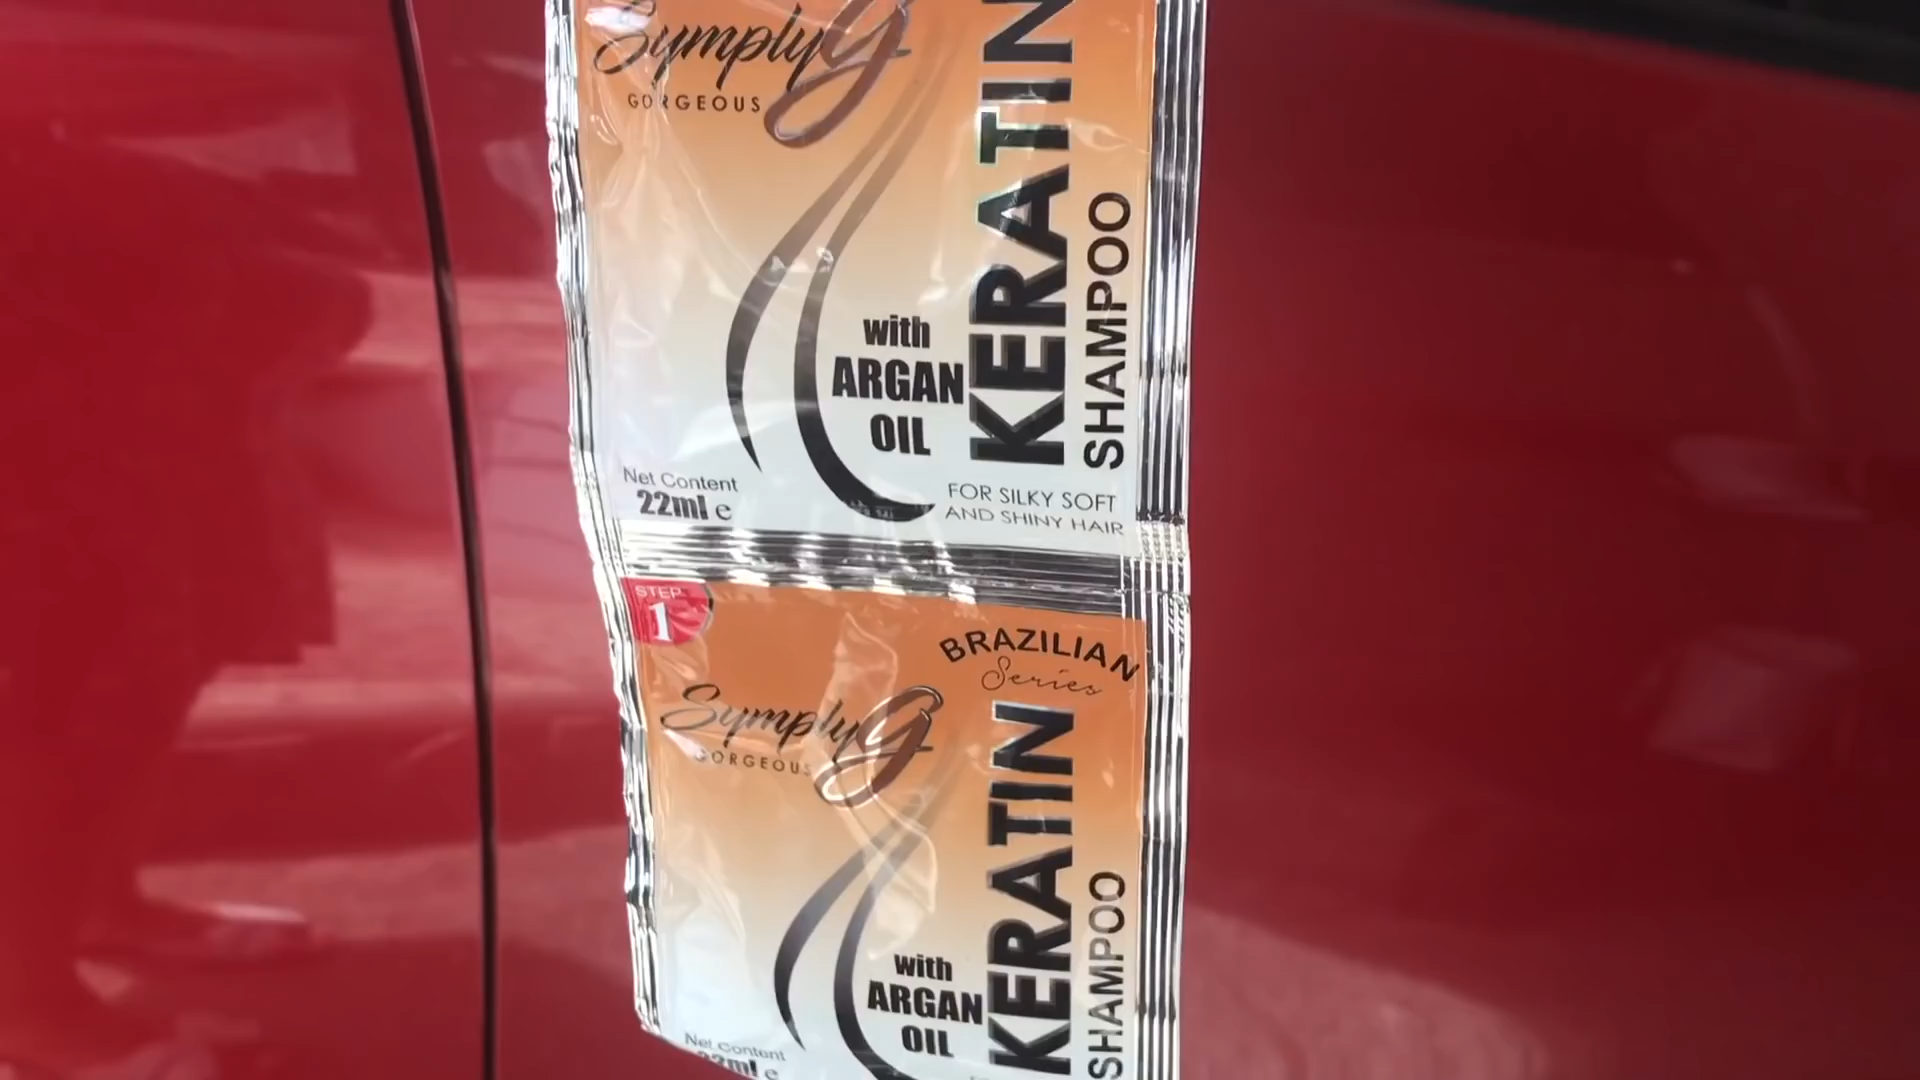 SymplyG
GORGEOUS
KERATIN
SHAMPOO
with
ARGAN
OIL
Net Content
22ml e
FOR SILKY SOFT
AND SHINY HAIR
STEP
1
BRAZILIAN
Series
SymplyG
GORGEOUS
KERATIN
SHAMPOO
with
ARGAN
OIL
Net Content
22ml e